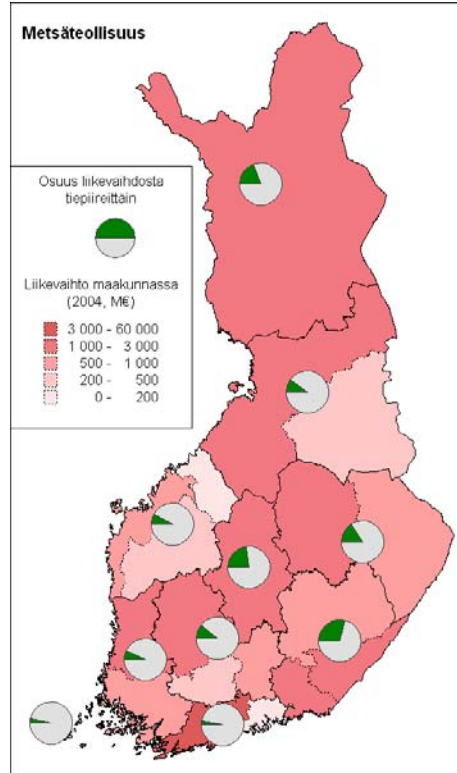 Metsäteollisuus
Osuus liikevaihdosta
tiepiireittäin
Liikevaihto maakunnassa
(2004, M€)
3 000 - 60 000
1 000 - 3 000
500 - 1 000
200 - 500
0 - 200